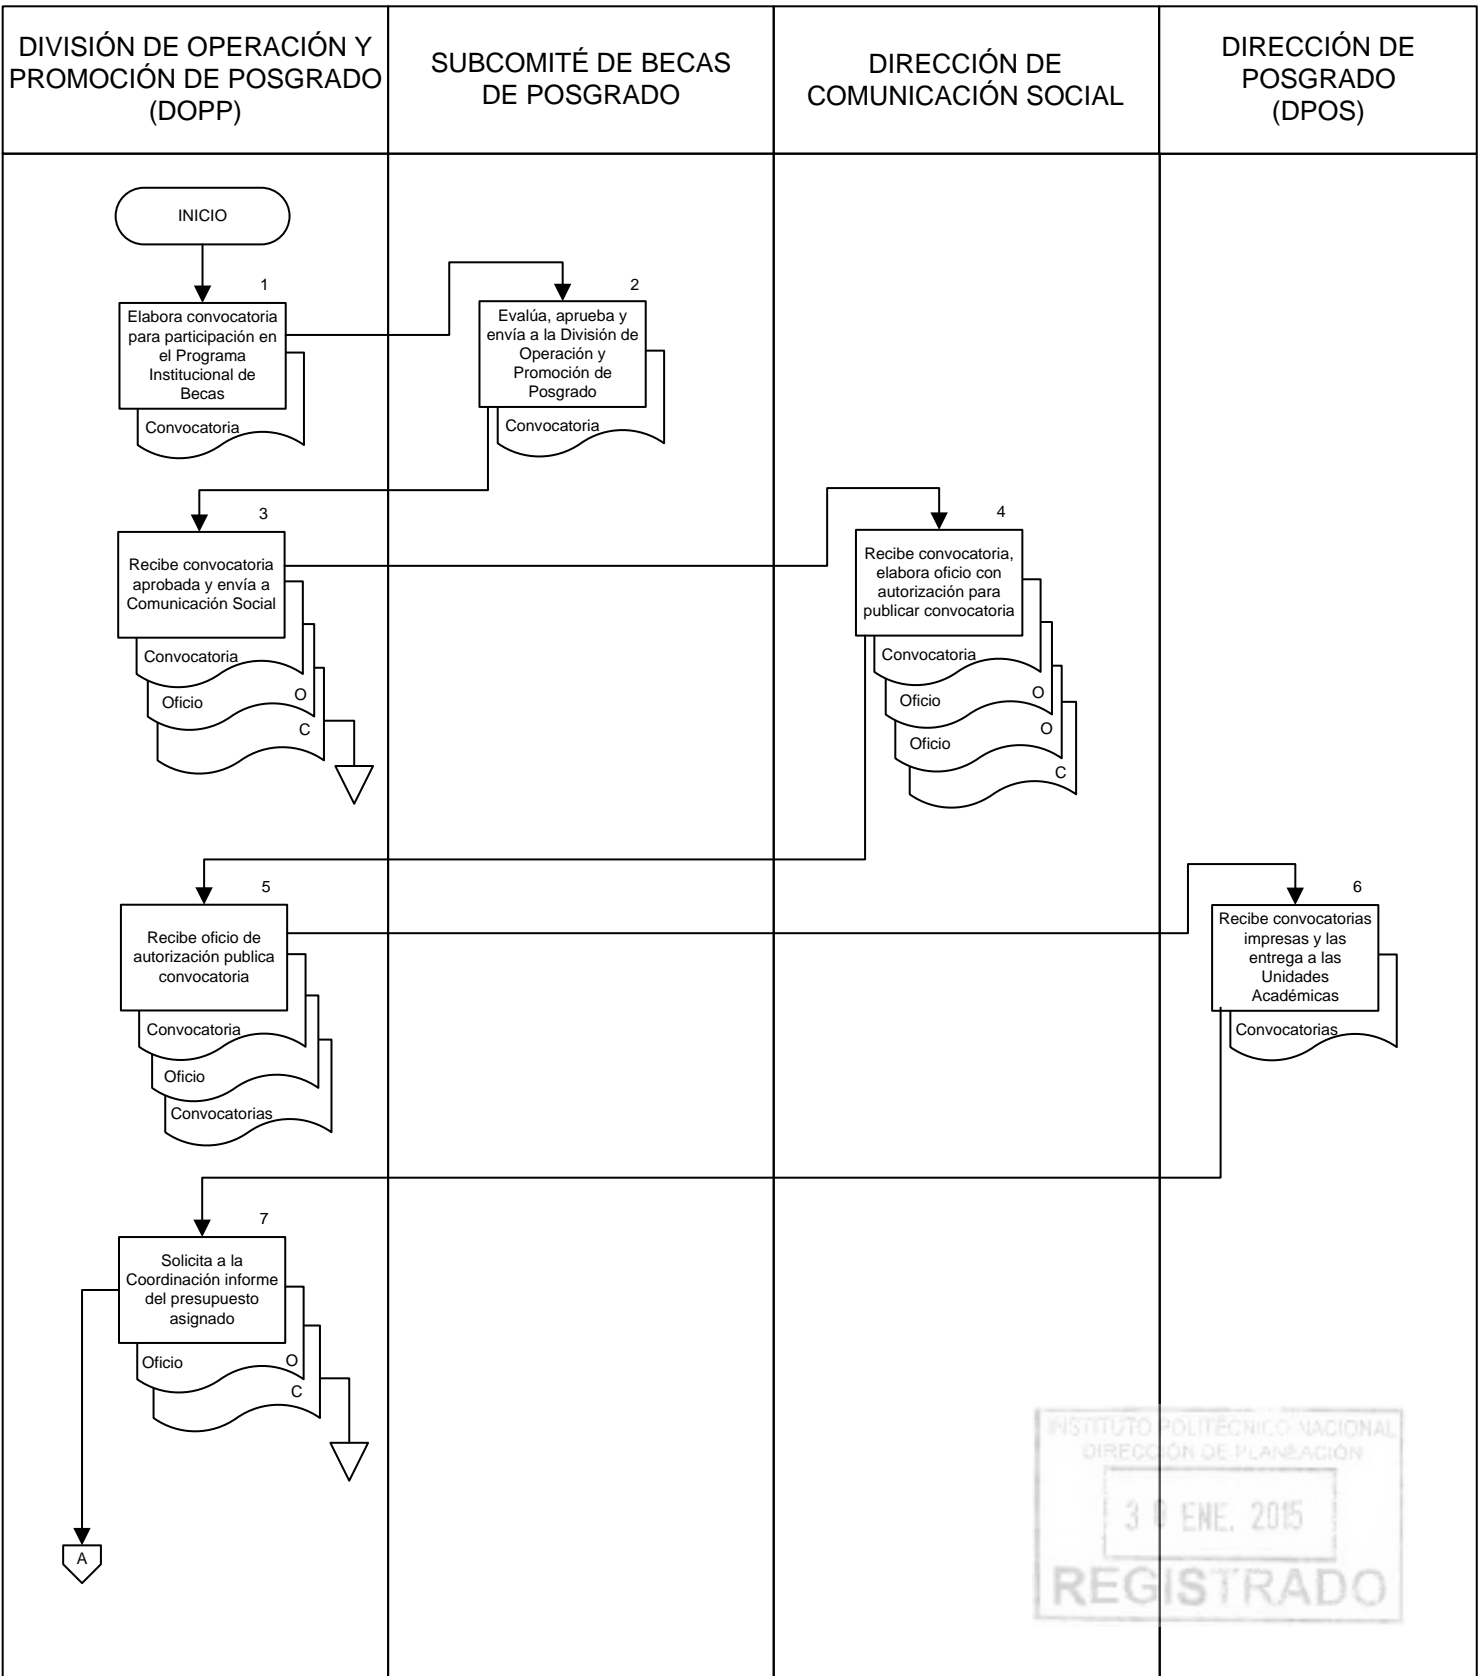 DIVISIÓN DE OPERACIÓN Y
PROMOCIÓN DE POSGRADO
(DOPP)
SUBCOMITÉ DE BECAS
DE POSGRADO
DIRECCIÓN DE
COMUNICACIÓN SOCIAL
DIRECCIÓN DE
POSGRADO
(DPOS)
INICIO
1
Elabora convocatoria
para participación en
el Programa
Institucional de
Becas
Convocatoria
2
Evalúa, aprueba y
envía a la División de
Operación y
Promoción de
Posgrado
Convocatoria
3
Recibe convocatoria
aprobada y envía a
Comunicación Social
Convocatoria
Oficio
O
C
4
Recibe convocatoria,
elabora oficio con
autorización para
publicar convocatoria
Convocatoria
Oficio
O
Oficio
O
C
5
Recibe oficio de
autorización publica
convocatoria
Convocatoria
Oficio
Convocatorias
6
Recibe convocatorias
impresas y las
entrega a las
Unidades
Académicas
Convocatorias
7
Solicita a la
Coordinación informe
del presupuesto
asignado
Oficio
O
C
A
INSTITUTO POLITÉCNICO NACIONAL
DIRECCIÓN DE PLANEACIÓN
30 ENE. 2015
REGISTRADO